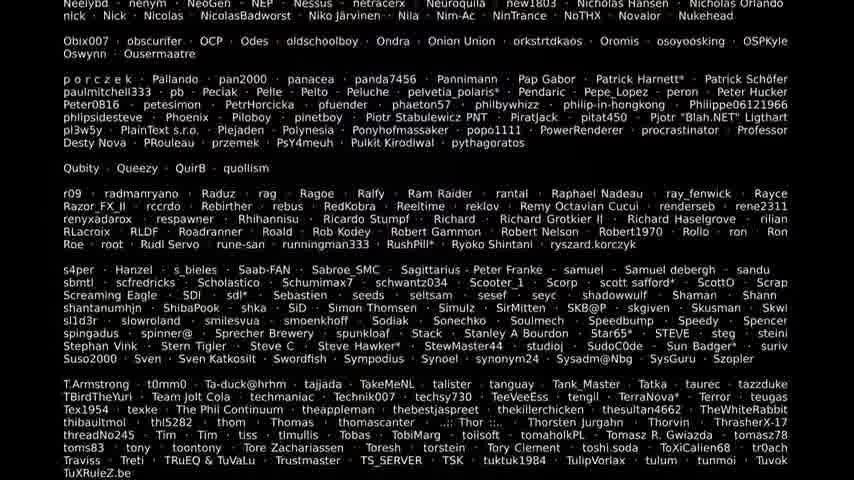 Neelybd · nenym · NeoGen · NEP · Nessus · netracerx · Neuroquila · new1803 · Nicholas Hansen · Nicholas Orlando
nick · Nick · Nicolas · NicolasBadworst · Niko Järvinen · Nila · Nim-Ac · NinTrance · NoTHX · Novalor · Nukehead
Obix007 · obscurifer · OCP · Odes · oldschoolboy · Ondra · Onion Union · orkstrtdkaos · Oromis · osoyoosking · OSPKyle
Oswynn · Ousermaatre
p o r c z e k · Pallando · pan2000 · panacea · panda7456 · Pannimann · Pap Gabor · Patrick Harnett* · Patrick Schöfer
paulmitchell333 · pb · Peciak · Pelle · Pelto · Peluche · pelvetia_polaris* · Pendaric · Pepe_Lopez · peron · Peter Hucker
Peter0816 · petesimon · PetrHorcicka · pfuender · phaeton57 · philbywhizz · philip-in-hongkong · Philippe06121966
phlipsidesteve · Phoenix · Piloboy · pinetboy · Piotr Stabulewicz PNT · PiratJack · pitat450 · Pjotr "Blah.NET" Ligthart
pl3w5y · PlainText s.r.o. · Plejaden · Polynesia · Ponyhofmassaker · popo1111 · PowerRenderer · procrastinator · Professor
Desty Nova · PRouleau · przemek · PsY4meuh · Pulkit Kirodiwal · pythagoratos
Qubity · Queezy · QuirB · quollism
r09 · radmanryano · Raduz · rag · Ragoe · Ralfy · Ram Raider · rantal · Raphael Nadeau · ray_fenwick · Rayce
Razor_FX_II · rccrdo · Rebirther · rebus · RedKobra · Reeltime · reklov · Remy Octavian Cucui · renderseb · rene2311
renyxadarox · respawner · Rhihannisu · Ricardo Stumpf · Richard · Richard Grotkier II · Richard Haselgrove · rilian
RLacroix · RLDF · Roadranner · Roald · Rob Kodey · Robert Gammon · Robert Nelson · Robert1970 · Rollo · ron · Ron
Roe · root · Rudi Servo · rune-san · runningman333 · RushPill* · Ryoko Shintani · ryszard.korczyk
s4per · Hanzel · s_bieles · Saab-FAN · Sabroe_SMC · Sagittarius - Peter Franke · samuel · Samuel debergh · sandu
sbmtl · scfredricks · Scholastico · Schumimax7 · schwantz034 · Scooter_1 · Scorp · scott safford* · ScottO · Scrap
Screaming Eagle · SDI · sdl* · Sebastien · seeds · seltsam · sesef · seyc · shadowwulf · Shaman · Shann
shantanumhjn · ShibaPook · shka · SiD · Simon Thomsen · Simulz · SirMitten · SKB@P · skgiven · Skusman · Skwl
sl1d3r · slowroland · smilesvua · smoenkhoff · Sodiak · Sonechko · Soulmech · Speedbump · Speedy · Spencer
spingadus · spinner@ · Sprecher Brewery · spunkloaf · Stack · Stanley A Bourdon · Star65* · STE\/E · steg · steini
Stephan Vink · Stern Tigler · Steve C · Steve Hawker* · StewMaster44 · studioj · SudoC0de · Sun Badger* · suriv
Suso2000 · Sven · Sven Katkosilt · Swordfish · Sympodius · Synoel · synonym24 · Sysadm@Nbg · SysGuru · Szopler
T.Armstrong · t0mm0 · Ta-duck@hrhm · tajjada · TakeMeNL · talister · tanguay · Tank_Master · Tatka · taurec · tazzduke
TBirdTheYuri · Team Jolt Cola · techmaniac · Technik007 · techsy730 · TeeVeeEss · tengil · TerraNova* · Terror · teugas
Tex1954 · texke · The Phil Continuum · theappleman · thebestjaspreet · thekillerchicken · thesultan4662 · TheWhiteRabbit
thibaultmol · thl5282 · thom · Thomas · thomascanter · ..:: Thor ::.. · Thorsten Jurgahn · Thorvin · ThrasherX-17
threadNo245 · Tim · Tim · tiss · tlmullis · Tobas · TobiMarg · toiisoft · tomaholkPL · Tomasz R. Gwiazda · tomasz78
toms83 · tony · toontony · Tore Zachariassen · Toresh · torstein · Tory Clement · toshi.soda · ToXiCalien68 · tr0ach
Traviss · Treti · TRuEQ & TuVaLu · Trustmaster · TS_SERVER · TSK · tuktuk1984 · TulipVorlax · tulum · tunmoi · Tuvok
TuXRuleZ.be